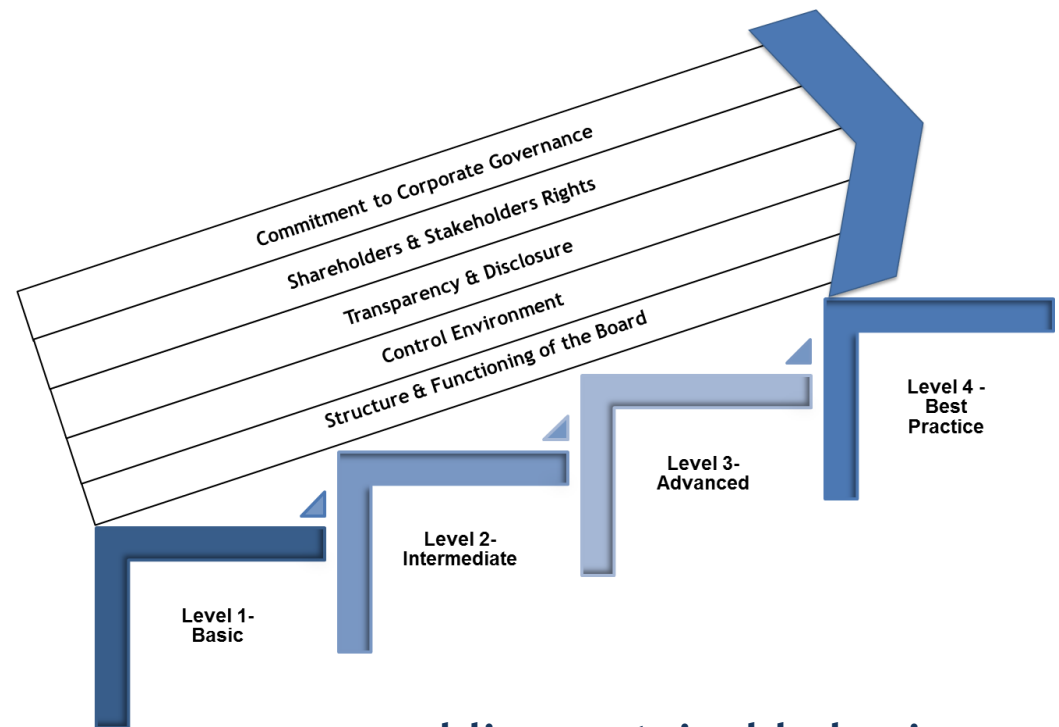 Commitment to Corporate Governance
Shareholders & Stakeholders Rights
Transparency & Disclosure
Control Environment
Structure & Functioning of the Board
Level 4 -
Best
Practice
Level 3-
Advanced
Level 2-
Intermediate
Level 1-
Basic